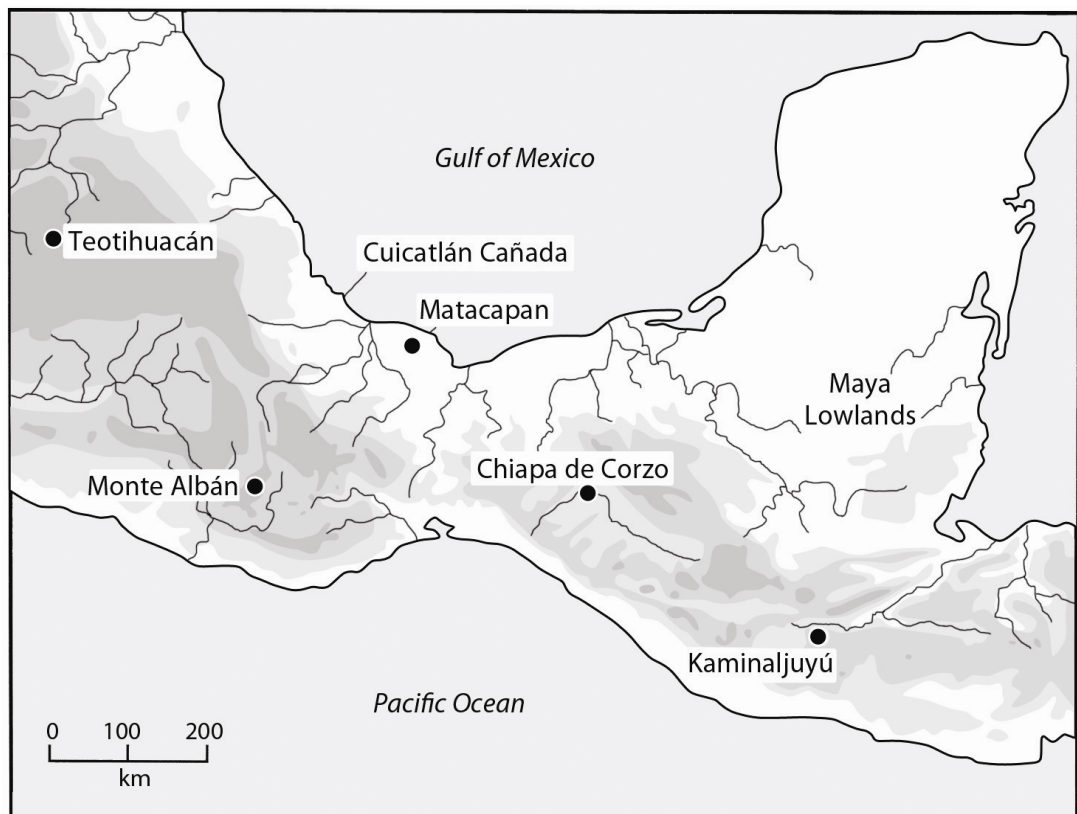 Gulf of Mexico
Teotihuacán
Cuicatlán Cañada
Matacapan
Maya
Lowlands
Chiapa de Corzo
Monte Albán
Kaminaljuyú
Pacific Ocean
0 100 200
km